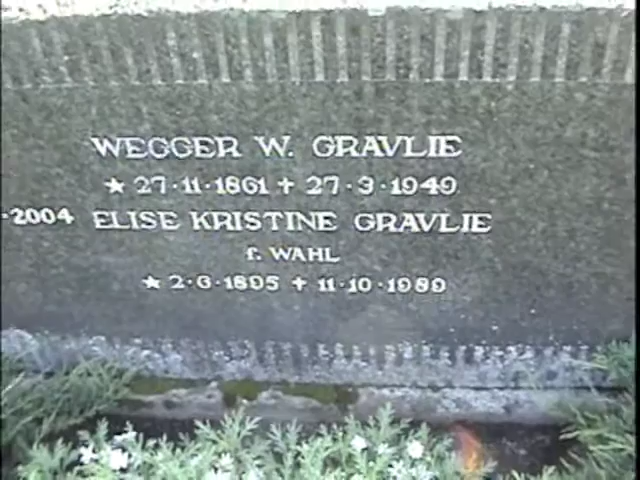 WEGGER W. GRAVLIE
★ 27·11·1861 + 27·3·1949
-2004
ELISE KRISTINE GRAVLIE
F. WAHL
★ 2·6·1895 + 11·10·1989